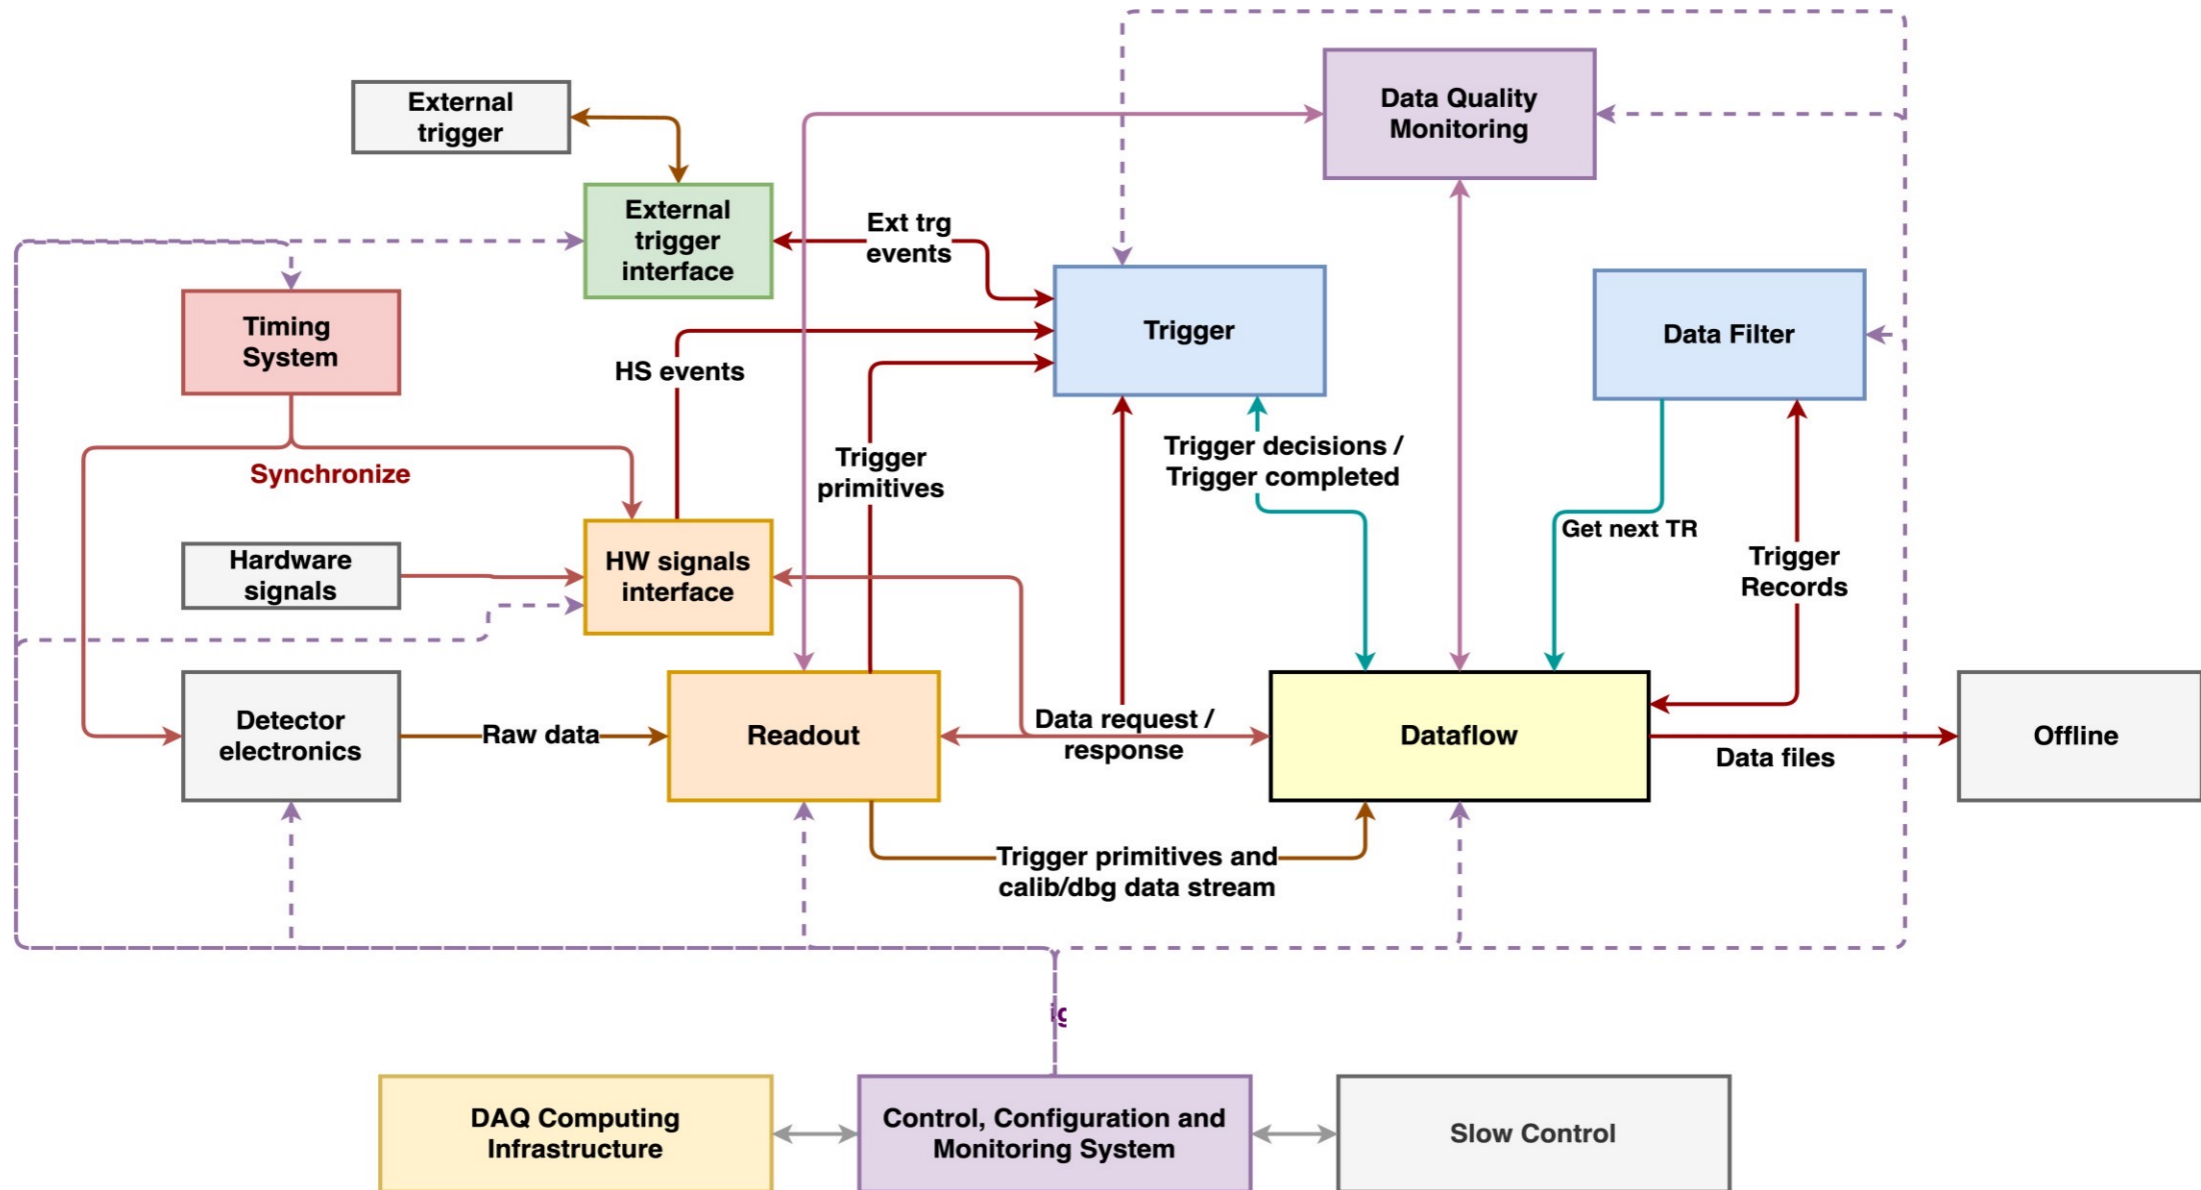 External
trigger
Data Quality
Monitoring
External
trigger
interface
Ext trg
events
Timing
System
Trigger
Data Filter
HS events
Synchronize
Trigger
primitives
Trigger decisions /
Trigger completed
Get next TR
Trigger
Records
Hardware
signals
HW signals
interface
Detector
electronics
Raw data
Readout
Data request /
response
Dataflow
Data files
Offline
Trigger primitives and
calib/dbg data stream
DAQ Computing
Infrastructure
Control, Configuration and
Monitoring System
Slow Control